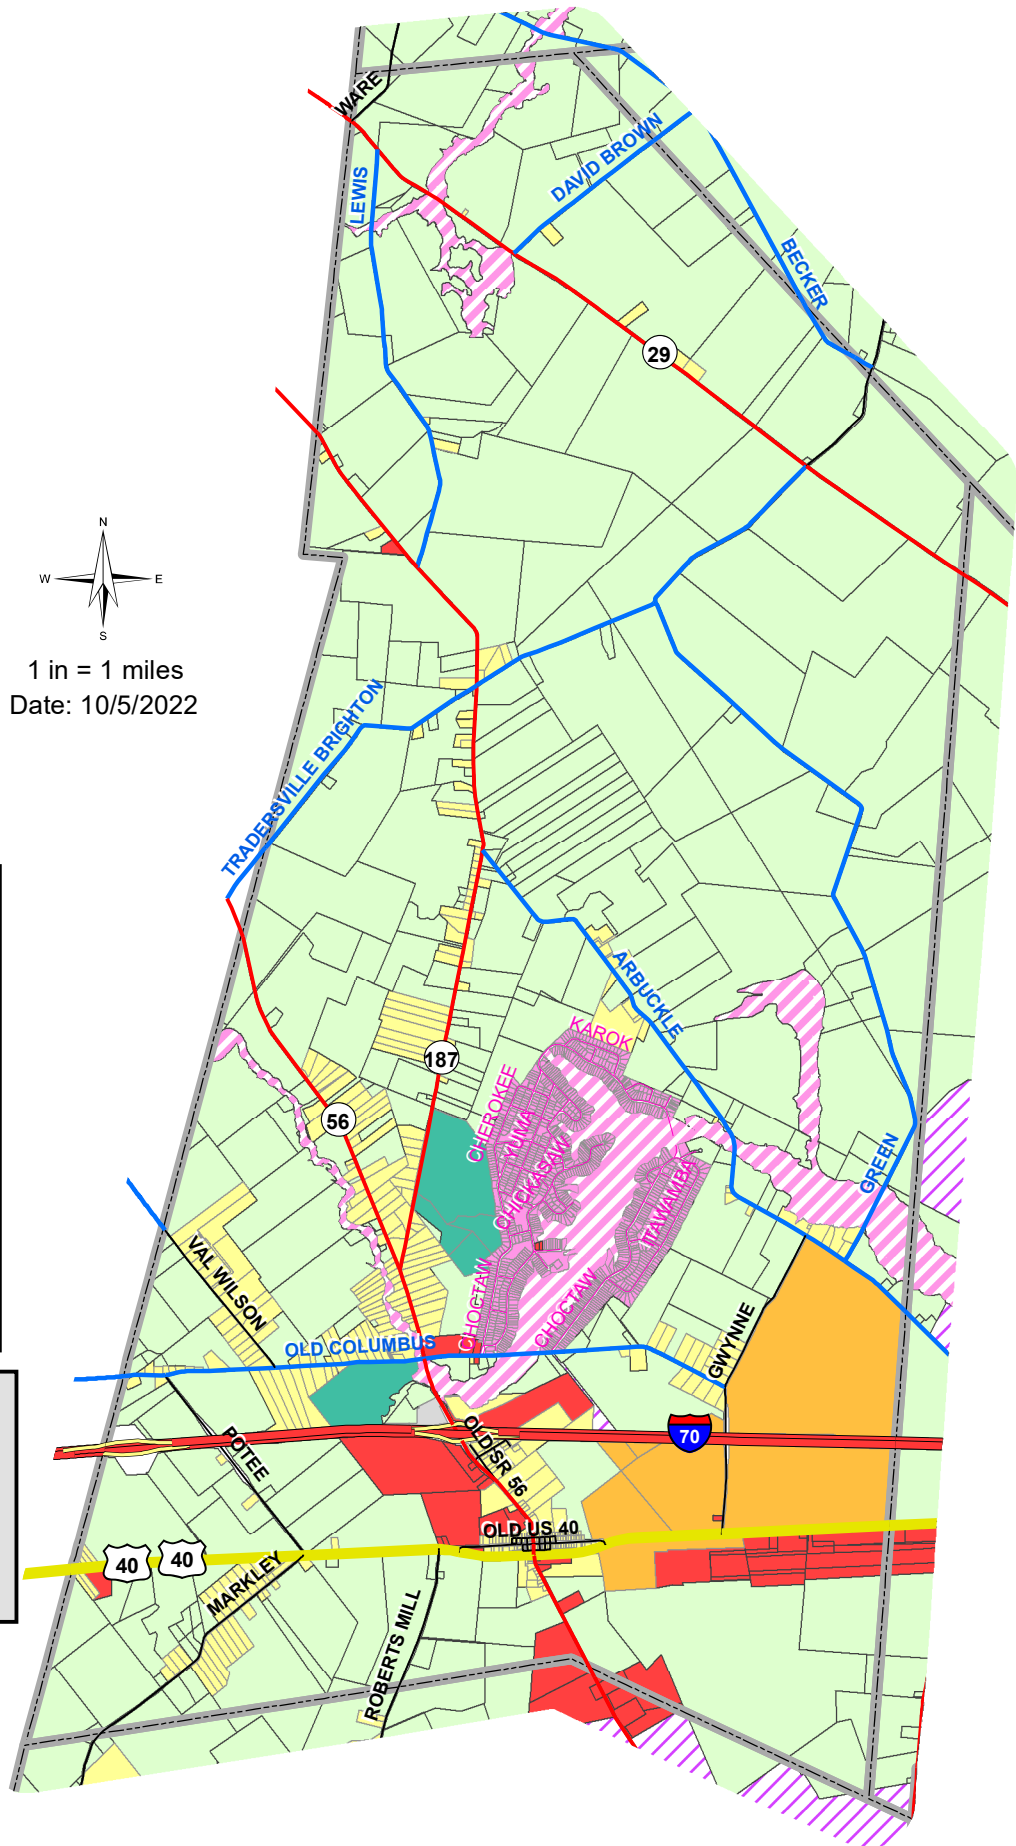 WARE
DAVID BROWN
LEWIS
BECKER
29
N
W E
S
1 in = 1 miles
Date: 10/5/2022
TRADERSVILLE BRIGHTON
ARBUCKLE
KAROK
187
CHEROKEE
56
YUMA
CHICKASAW
GREEN
ITAWAMBA
VAL WILSON
CHOCTAW
CHOCTAW
GWYNNE
OLD COLUMBUS
POTEE
OLD SR 56
70
OLD US 40
40
40
MARKLEY
ROBERTS MILL